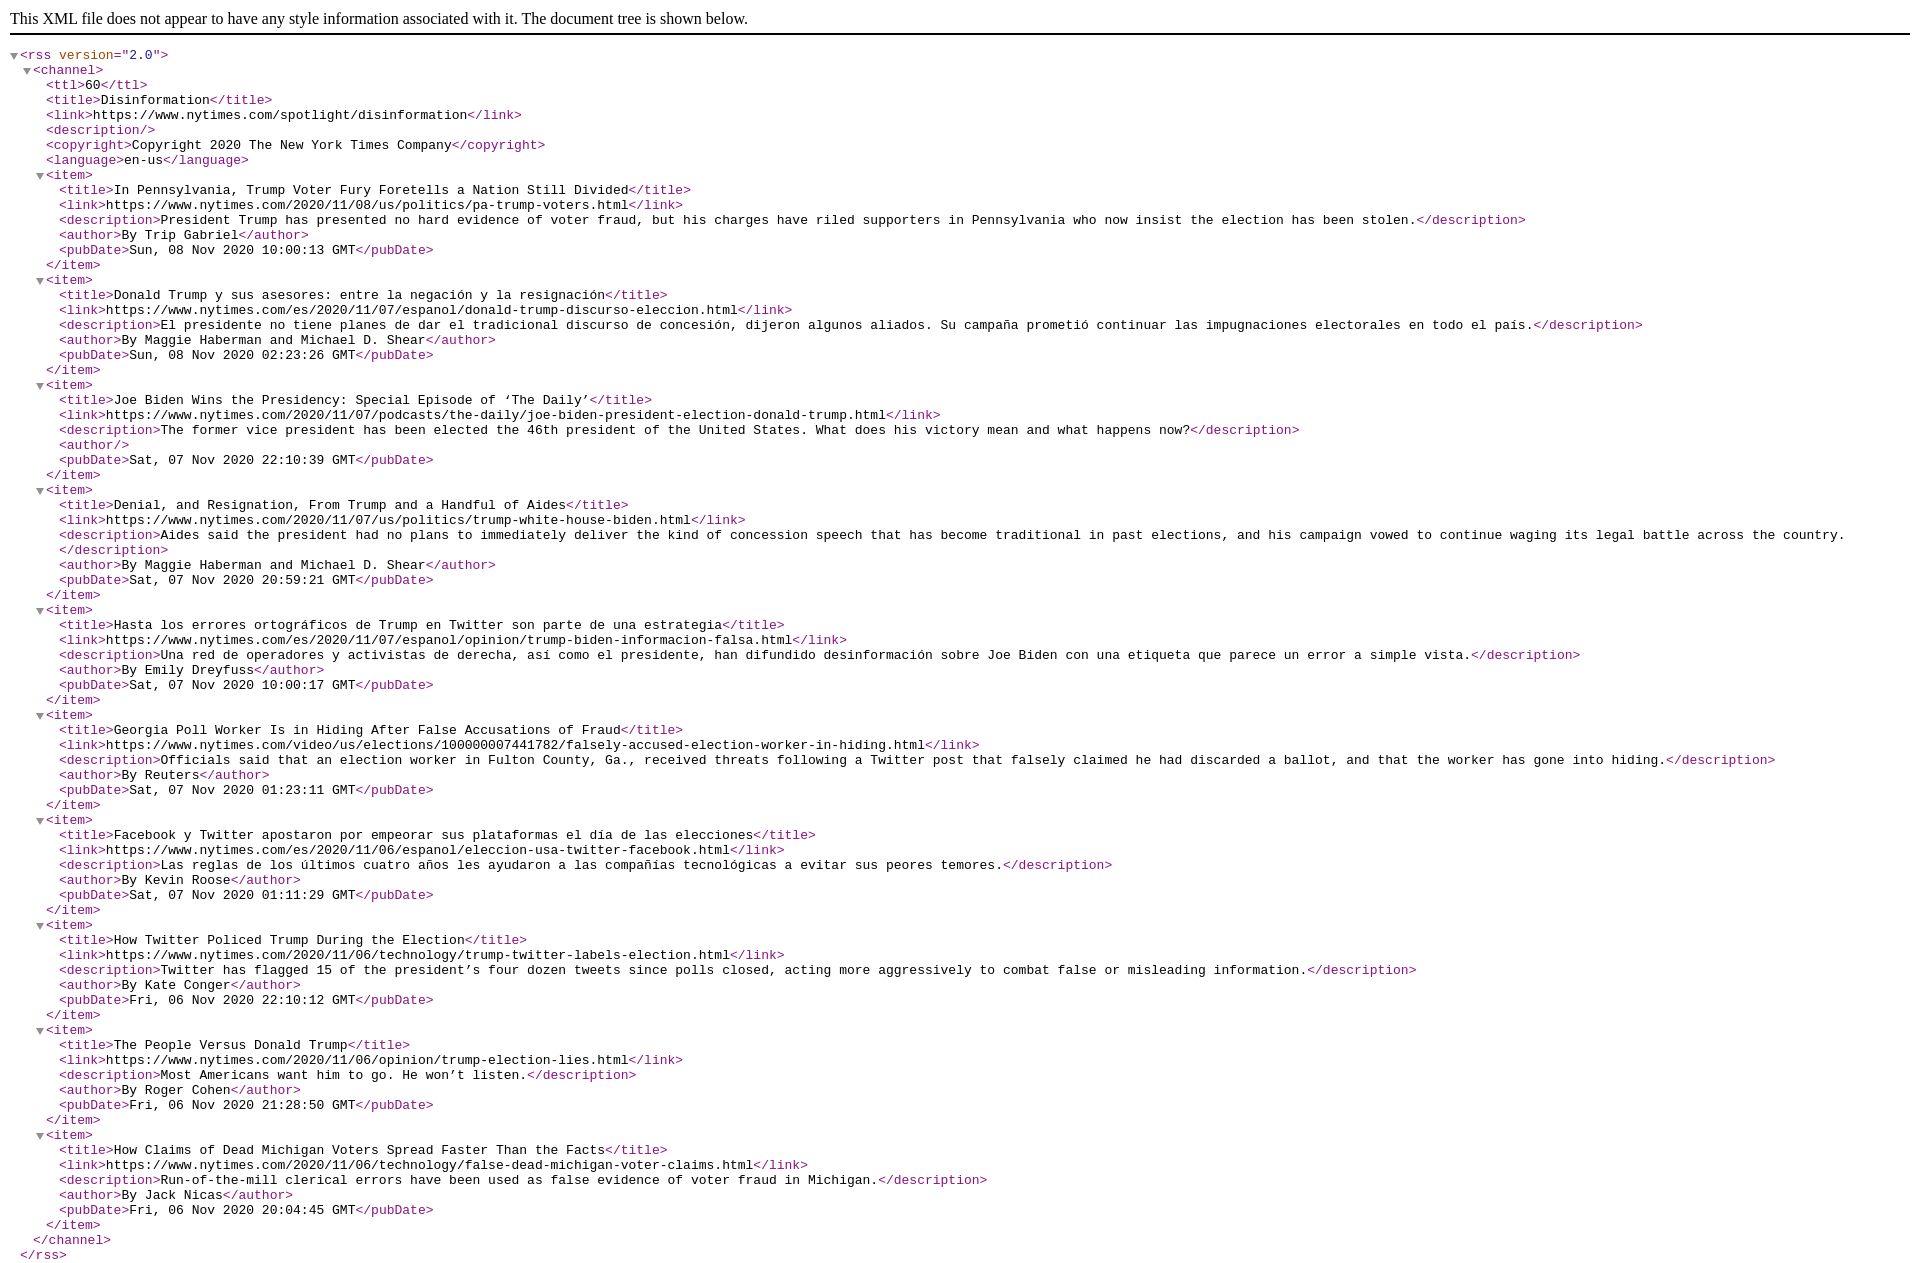 This XML file does not appear to have any style information associated with it. The document tree is shown below.
<rss version="2.0">
<channel>
<ttl>60</ttl>
<title>Disinformation</title>
<link>https://www.nytimes.com/spotlight/disinformation</link>
<description/>
<copyright>Copyright 2020 The New York Times Company</copyright>
<language>en-us</language>
<item>
<title>In Pennsylvania, Trump Voter Fury Foretells a Nation Still Divided</title>
<link>https://www.nytimes.com/2020/11/08/us/politics/pa-trump-voters.html</link>
<description>President Trump has presented no hard evidence of voter fraud, but his charges have riled supporters in Pennsylvania who now insist the election has been stolen.</description>
<author>By Trip Gabriel</author>
<pubDate>Sun, 08 Nov 2020 10:00:13 GMT</pubDate>
</item>
<item>
<title>Donald Trump y sus asesores: entre la negación y la resignación</title>
<link>https://www.nytimes.com/es/2020/11/07/espanol/donald-trump-discurso-eleccion.html</link>
<description>El presidente no tiene planes de dar el tradicional discurso de concesión, dijeron algunos aliados. Su campaña prometió continuar las impugnaciones electorales en todo el país.</description>
<author>By Maggie Haberman and Michael D. Shear</author>
<pubDate>Sun, 08 Nov 2020 02:23:26 GMT</pubDate>
</item>
<item>
<title>Joe Biden Wins the Presidency: Special Episode of ‘The Daily’</title>
<link>https://www.nytimes.com/2020/11/07/podcasts/the-daily/joe-biden-president-election-donald-trump.html</link>
<description>The former vice president has been elected the 46th president of the United States. What does his victory mean and what happens now?</description>
<author/>
<pubDate>Sat, 07 Nov 2020 22:10:39 GMT</pubDate>
</item>
<item>
<title>Denial, and Resignation, From Trump and a Handful of Aides</title>
<link>https://www.nytimes.com/2020/11/07/us/politics/trump-white-house-biden.html</link>
<description>Aides said the president had no plans to immediately deliver the kind of concession speech that has become traditional in past elections, and his campaign vowed to continue waging its legal battle across the country.
</description>
<author>By Maggie Haberman and Michael D. Shear</author>
<pubDate>Sat, 07 Nov 2020 20:59:21 GMT</pubDate>
</item>
<item>
<title>Hasta los errores ortográficos de Trump en Twitter son parte de una estrategia</title>
<link>https://www.nytimes.com/es/2020/11/07/espanol/opinion/trump-biden-informacion-falsa.html</link>
<description>Una red de operadores y activistas de derecha, así como el presidente, han difundido desinformación sobre Joe Biden con una etiqueta que parece un error a simple vista.</description>
<author>By Emily Dreyfuss</author>
<pubDate>Sat, 07 Nov 2020 10:00:17 GMT</pubDate>
</item>
<item>
<title>Georgia Poll Worker Is in Hiding After False Accusations of Fraud</title>
<link>https://www.nytimes.com/video/us/elections/100000007441782/falsely-accused-election-worker-in-hiding.html</link>
<description>Officials said that an election worker in Fulton County, Ga., received threats following a Twitter post that falsely claimed he had discarded a ballot, and that the worker has gone into hiding.</description>
<author>By Reuters</author>
<pubDate>Sat, 07 Nov 2020 01:23:11 GMT</pubDate>
</item>
<item>
<title>Facebook y Twitter apostaron por empeorar sus plataformas el día de las elecciones</title>
<link>https://www.nytimes.com/es/2020/11/06/espanol/eleccion-usa-twitter-facebook.html</link>
<description>Las reglas de los últimos cuatro años les ayudaron a las compañías tecnológicas a evitar sus peores temores.</description>
<author>By Kevin Roose</author>
<pubDate>Sat, 07 Nov 2020 01:11:29 GMT</pubDate>
</item>
<item>
<title>How Twitter Policed Trump During the Election</title>
<link>https://www.nytimes.com/2020/11/06/technology/trump-twitter-labels-election.html</link>
<description>Twitter has flagged 15 of the president’s four dozen tweets since polls closed, acting more aggressively to combat false or misleading information.</description>
<author>By Kate Conger</author>
<pubDate>Fri, 06 Nov 2020 22:10:12 GMT</pubDate>
</item>
<item>
<title>The People Versus Donald Trump</title>
<link>https://www.nytimes.com/2020/11/06/opinion/trump-election-lies.html</link>
<description>Most Americans want him to go. He won’t listen.</description>
<author>By Roger Cohen</author>
<pubDate>Fri, 06 Nov 2020 21:28:50 GMT</pubDate>
</item>
<item>
<title>How Claims of Dead Michigan Voters Spread Faster Than the Facts</title>
<link>https://www.nytimes.com/2020/11/06/technology/false-dead-michigan-voter-claims.html</link>
<description>Run-of-the-mill clerical errors have been used as false evidence of voter fraud in Michigan.</description>
<author>By Jack Nicas</author>
<pubDate>Fri, 06 Nov 2020 20:04:45 GMT</pubDate>
</item>
</channel>
</rss>